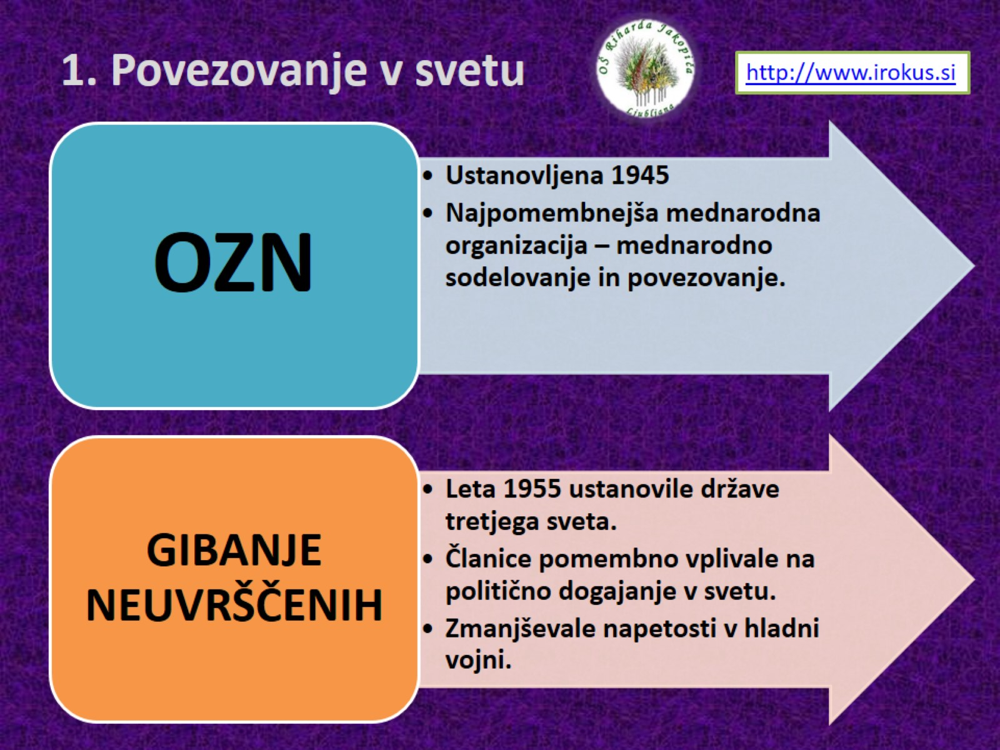 1. Povezovanje v svetu
OŠ Riharda Jakopiča
Ljubljana
http://www.irokus.si
OZN
• Ustanovljena 1945
• Najpomembnejša mednarodna
organizacija – mednarodno
sodelovanje in povezovanje.
GIBANJE
NEUVRŠČENIH
• Leta 1955 ustanovile države
tretjega sveta.
• Članice pomembno vplivale na
politično dogajanje v svetu.
• Zmanjševale napetosti v hladni
vojni.